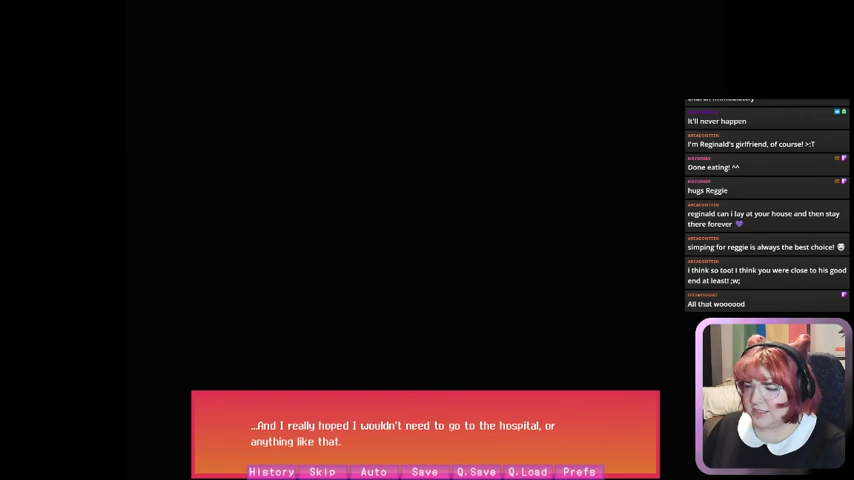 It'll never happen
I'm Reginald's girlfriend, of course! >:T
Done eating! ^^
hugs Reggie
reginald can i lay at your house and then stay
there forever 💜
simping for reggie is always the best choice!
i think so too! I think you were close to his good
end at least! ;w;
All that woooood
...And I really hoped I wouldn't need to go to the hospital, or
anything like that.
History Skip Auto Save Q.Save Q.Load Prefs